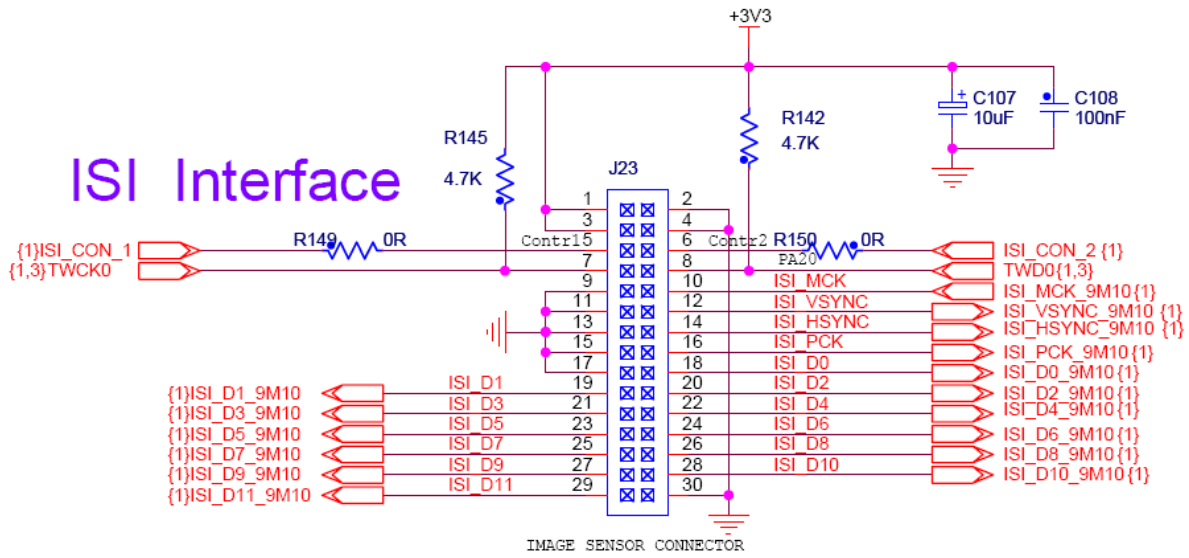 +3V3
C107
10uF
C108
100nF
R142
4.7K
R145
4.7K
ISI Interface
J23
1 2
3 4
{1}ISI_CON_1 R149 0R Contr1 5 6 Contr2 R150 0R ISI_CON_2 {1}
{1,3}TWCK0 7 8 PA20 TWD0{1,3}
9 10 ISI_MCK ISI_MCK_9M10 {1}
11 12 ISI_VSYNC ISI_VSYNC_9M10 {1}
13 14 ISI_HSYNC ISI_HSYNC_9M10 {1}
15 16 ISI_PCK ISI_PCK_9M10 {1}
17 18 ISI_D0 ISI_D0_9M10 {1}
{1}ISI_D1_9M10 ISI_D1 19 20 ISI_D2 ISI_D2_9M10 {1}
{1}ISI_D3_9M10 ISI_D3 21 22 ISI_D4 ISI_D4_9M10 {1}
{1}ISI_D5_9M10 ISI_D5 23 24 ISI_D6 ISI_D6_9M10 {1}
{1}ISI_D7_9M10 ISI_D7 25 26 ISI_D8 ISI_D8_9M10 {1}
{1}ISI_D9_9M10 ISI_D9 27 28 ISI_D10 ISI_D10_9M10 {1}
{1}ISI_D11_9M10 ISI_D11 29 30
IMAGE SENSOR CONNECTOR